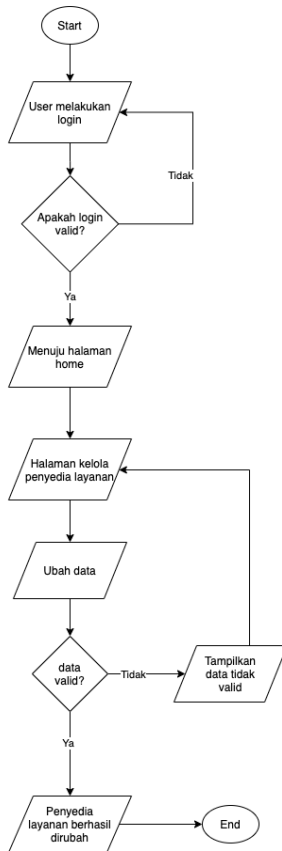 Start
User melakukan
login
Tidak
Apakah login
valid?
Ya
Menuju halaman
home
Halaman kelola
penyedia layanan
Ubah data
data
valid?
Tidak
Tampilkan
data tidak
valid
Ya
Penyedia
layanan berhasil
dirubah
End